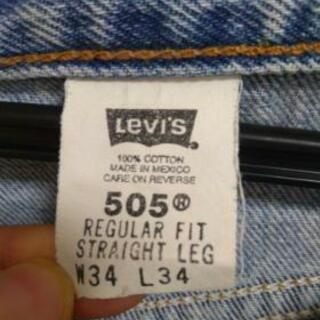 LEVI'S
100% COTTON
MADE IN MEXICO
CARE ON REVERSE
505®
REGULAR FIT
STRAIGHT LEG
W34 L34